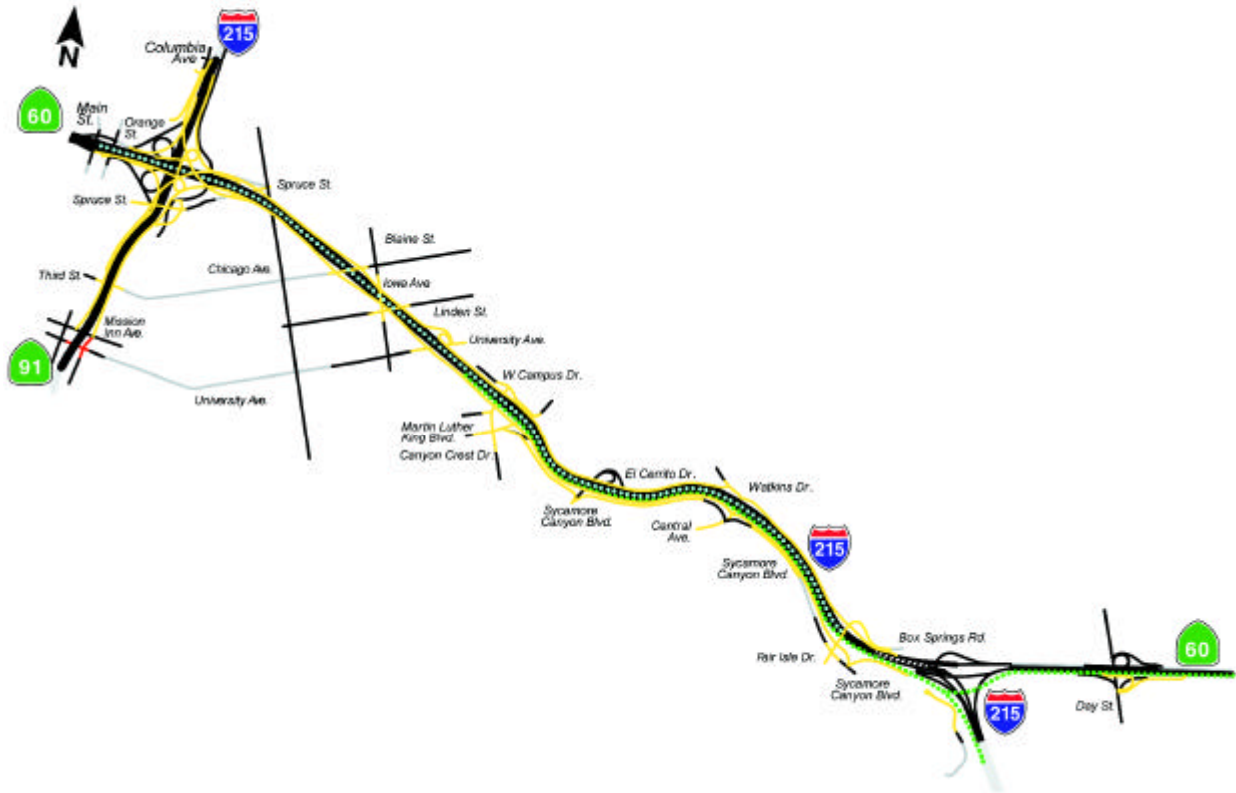 215
Columbia
Ave
N
60
Main
St.
Orange
St.
Spruce St.
Spruce St.
Blaine St.
Chicago Ave.
Third St.
Iowa Ave
Linden St.
Mission
Inn Ave.
University Ave.
91
University Ave.
W Campus Dr.
Martin Luther
King Blvd.
Canyon Crest Dr.
El Cerrito Dr.
Watkins Dr.
Sycamore
Canyon Blvd.
Central
Ave.
215
Sycamore
Canyon Blvd.
Box Springs Rd.
60
Fair Isle Dr.
Sycamore
Canyon Blvd.
215
Day St.